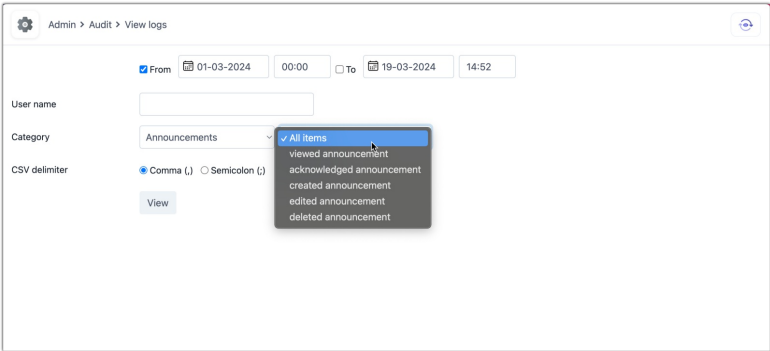 Admin > Audit > View logs
From 01-03-2024 00:00 To 19-03-2024 14:52
User name
Category Announcements ✓ All items
viewed announcement
acknowledged announcement
created announcement
edited announcement
deleted announcement
CSV delimiter Comma (,) Semicolon (;)
View